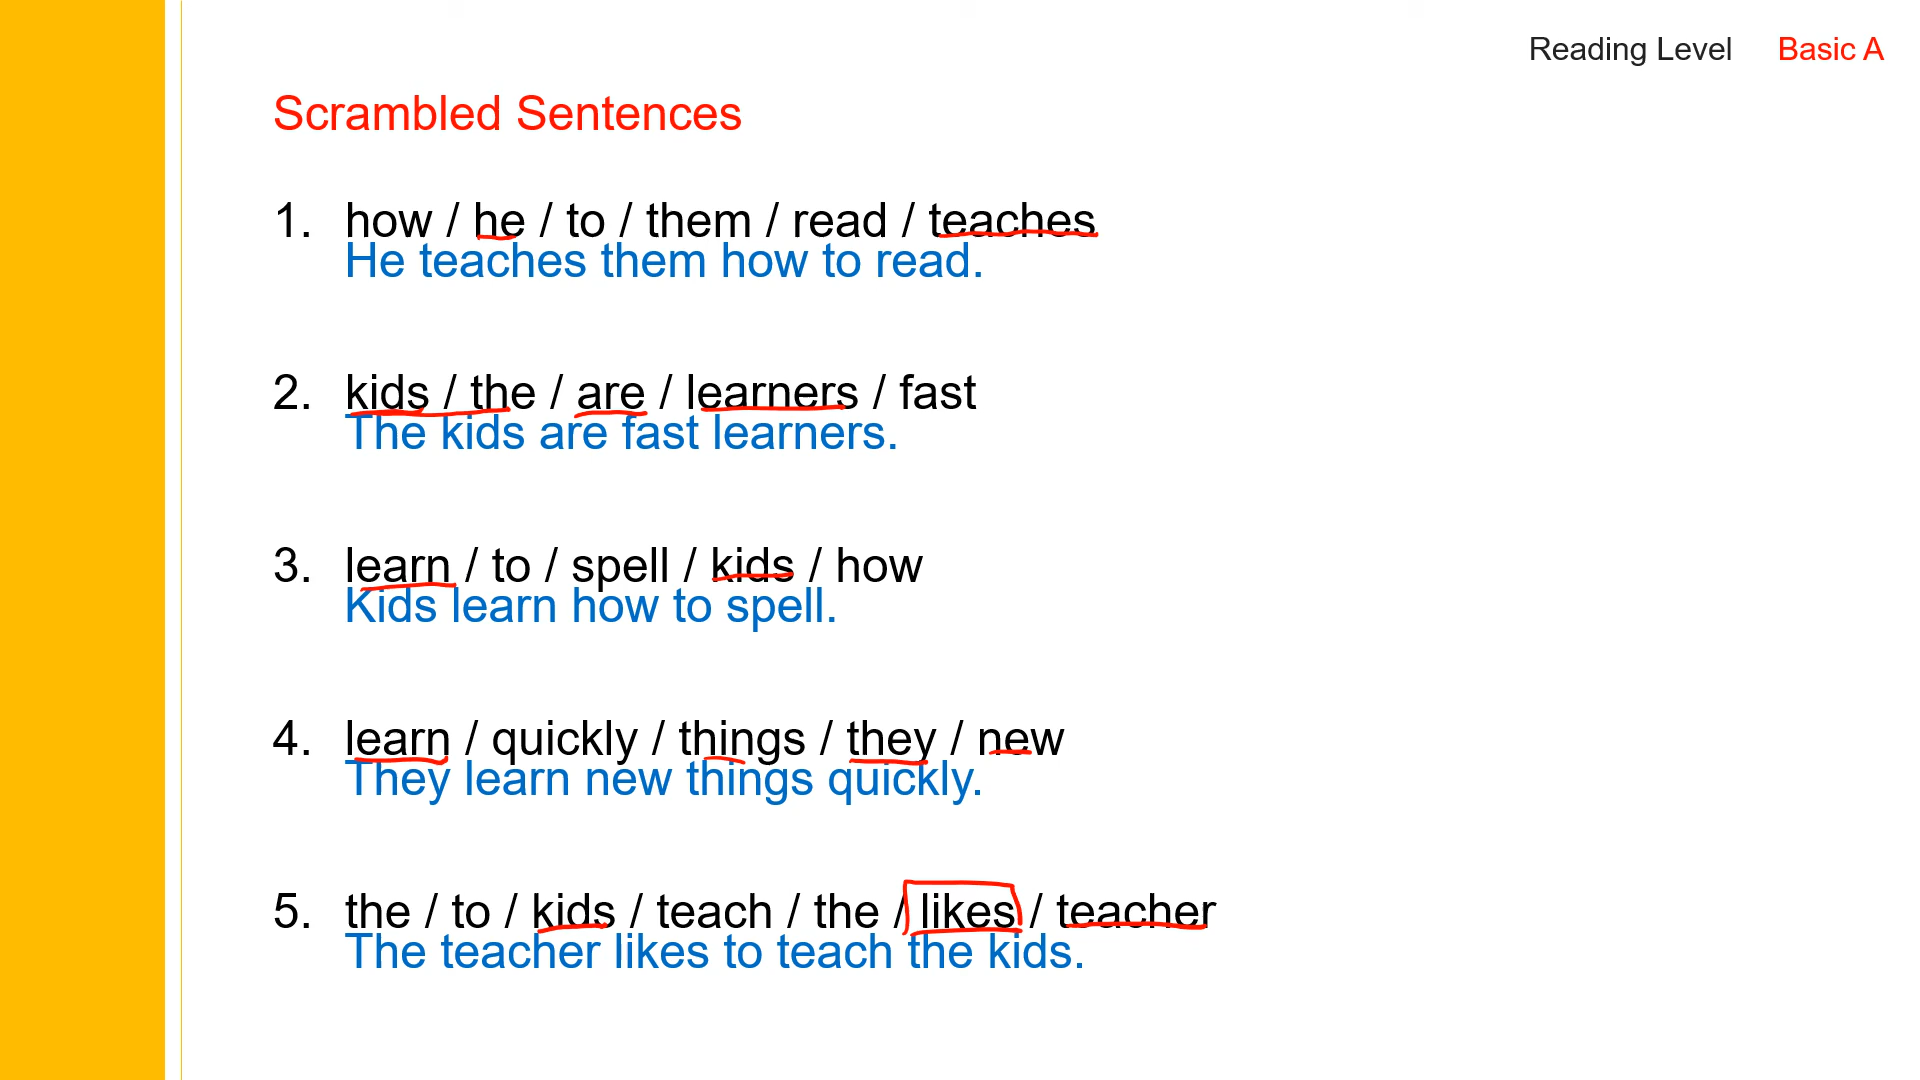 Reading Level Basic A
Scrambled Sentences
1. how / he / to / them / read / teaches
He teaches them how to read.
2. kids / the / are / learners / fast
The kids are fast learners.
3. learn / to / spell / kids / how
Kids learn how to spell.
4. learn / quickly / things / they / new
They learn new things quickly.
5. the / to / kids / teach / the / likes / teacher
The teacher likes to teach the kids.